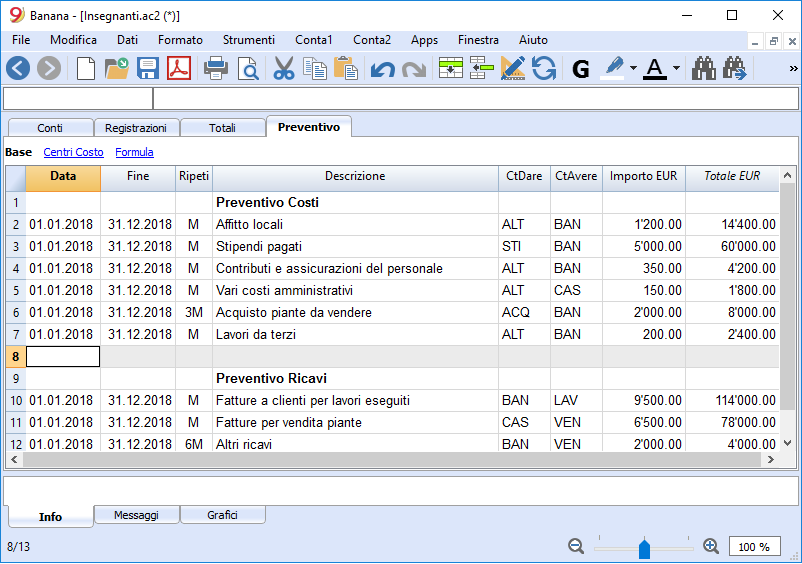 Banana - [Insegnanti.ac2 (*)]
File Modifica Dati Formato Strumenti Conta1 Conta2 Apps Finestra Aiuto
G A »
Conti Registrazioni Totali Preventivo
Base Centri Costo Formula
Data Fine Ripeti Descrizione CtDare CtAvere Importo EUR Totale EUR
1 Preventivo Costi
2 01.01.2018 31.12.2018 M Affitto locali ALT BAN 1'200.00 14'400.00
3 01.01.2018 31.12.2018 M Stipendi pagati STI BAN 5'000.00 60'000.00
4 01.01.2018 31.12.2018 M Contributi e assicurazioni del personale ALT BAN 350.00 4'200.00
5 01.01.2018 31.12.2018 M Vari costi amministrativi ALT CAS 150.00 1'800.00
6 01.01.2018 31.12.2018 3M Acquisto piante da vendere ACQ BAN 2'000.00 8'000.00
7 01.01.2018 31.12.2018 M Lavori da terzi ALT BAN 200.00 2'400.00
8
9 Preventivo Ricavi
10 01.01.2018 31.12.2018 M Fatture a clienti per lavori eseguiti BAN LAV 9'500.00 114'000.00
11 01.01.2018 31.12.2018 M Fatture per vendita piante CAS VEN 6'500.00 78'000.00
12 01.01.2018 31.12.2018 6M Altri ricavi BAN VEN 2'000.00 4'000.00
Info Messaggi Grafici
8/13 100 %